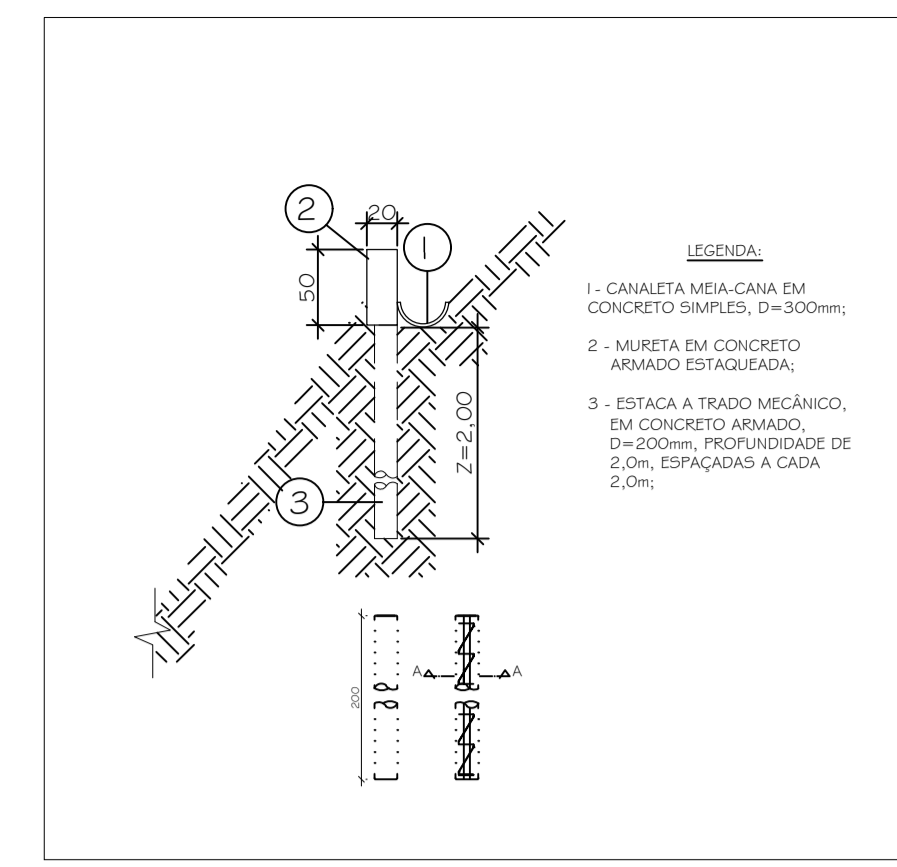 2
20
1
50
Z=2,00
3
200
A
A
LEGENDA:
1 - CANALETA MEIA-CANA EM
CONCRETO SIMPLES, D=300mm;
2 - MURETA EM CONCRETO
ARMADO ESTAQUEADA;
3 - ESTACA A TRADO MECÂNICO,
EM CONCRETO ARMADO,
D=200mm, PROFUNDIDADE DE
2,0m, ESPAÇADAS A CADA
2,0m;